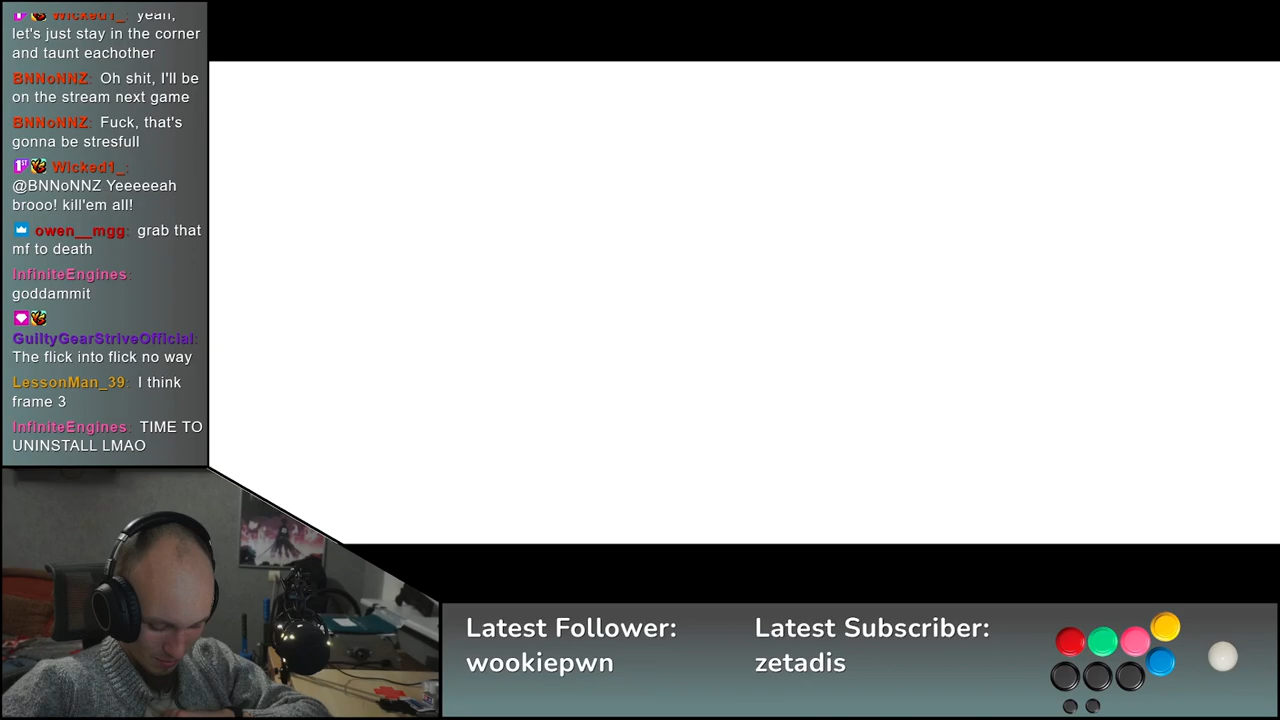 Wicked1_: yeah,
let's just stay in the corner
and taunt eachother
BNNoNNZ: Oh shit, I'll be
on the stream next game
BNNoNNZ: Fuck, that's
gonna be stresfull
1ST Wicked1_:
@BNNoNNZ Yeeeeeah
brooo! kill'em all!
owen__mgg: grab that
mf to death
InfiniteEngines:
goddammit
GuiltyGearStriveOfficial:
The flick into flick no way
LessonMan_39: I think
frame 3
InfiniteEngines: TIME TO
UNINSTALL LMAO
Latest Follower:
wookiepwn
Latest Subscriber:
zetadis